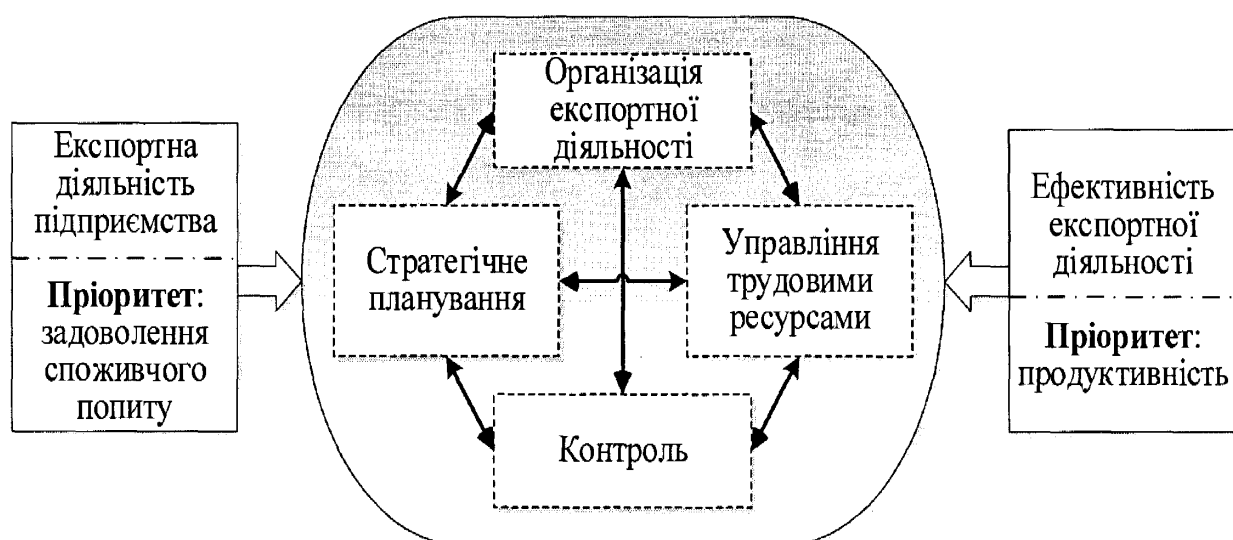 Експортна
діяльність
підприємства
Пріоритет:
задоволення
споживчого
попиту
Організація
експортної
діяльності
Стратегічне
планування
Управління
трудовими
ресурсами
Контроль
Ефективність
експортної
діяльності
Пріоритет:
продуктивність